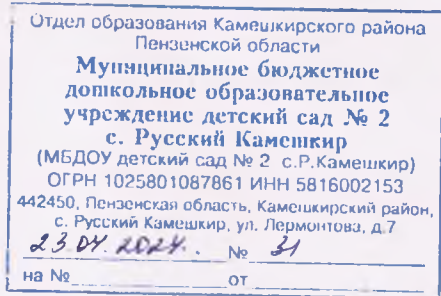 Отдел образования Камешкирского района
Пензенской области
Муниципальное бюджетное
дошкольное образовательное
учреждение детский сад № 2
с. Русский Камешкир
(МБДОУ детский сад № 2 с.Р.Камешкир)
ОГРН 1025801087861 ИНН 5816002153
442450, Пензенская область, Камешкирский район,
с. Русский Камешкир, ул. Лермонтова, д.7
23.04.2024. № 31
на № от